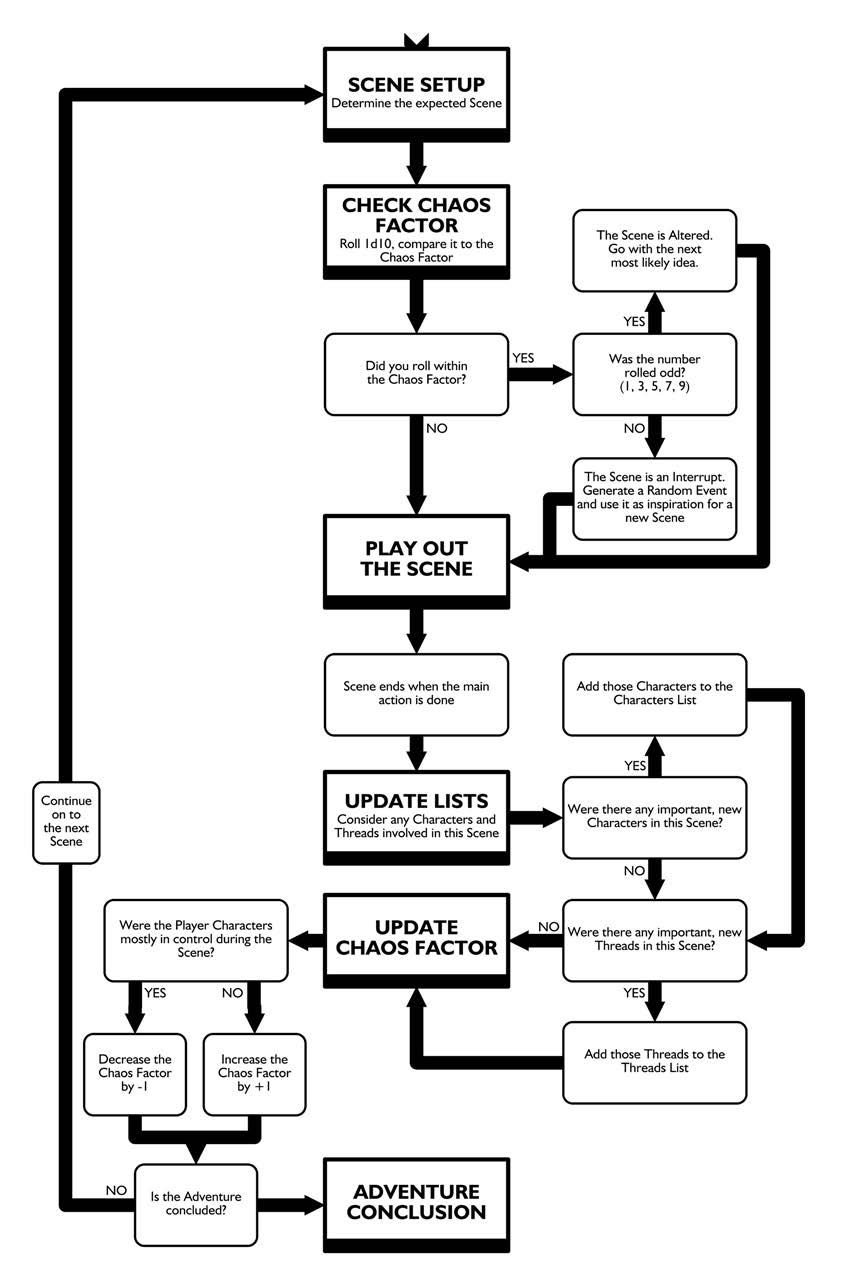 SCENE SETUP
Determine the expected Scene
CHECK CHAOS
FACTOR
Roll 1d10, compare it to the
Chaos Factor
The Scene is Altered.
Go with the next
most likely idea.
YES
Did you roll within
the Chaos Factor?
YES
Was the number
rolled odd?
(1, 3, 5, 7, 9)
NO
NO
The Scene is an Interrupt.
Generate a Random Event
and use it as inspiration for a
new Scene
PLAY OUT
THE SCENE
Scene ends when the main
action is done
Add those Characters to the
Characters List
YES
UPDATE LISTS
Consider any Characters and
Threads involved in this Scene
Were there any important, new
Characters in this Scene?
Continue
on to
the next
Scene
NO
Were there any important, new
Threads in this Scene?
NO
UPDATE
CHAOS FACTOR
Were the Player Characters
mostly in control during the
Scene?
YES
Add those Threads to the
Threads List
YES
NO
Decrease the
Chaos Factor
by -1
Increase the
Chaos Factor
by +1
NO
Is the Adventure
concluded?
ADVENTURE
CONCLUSION